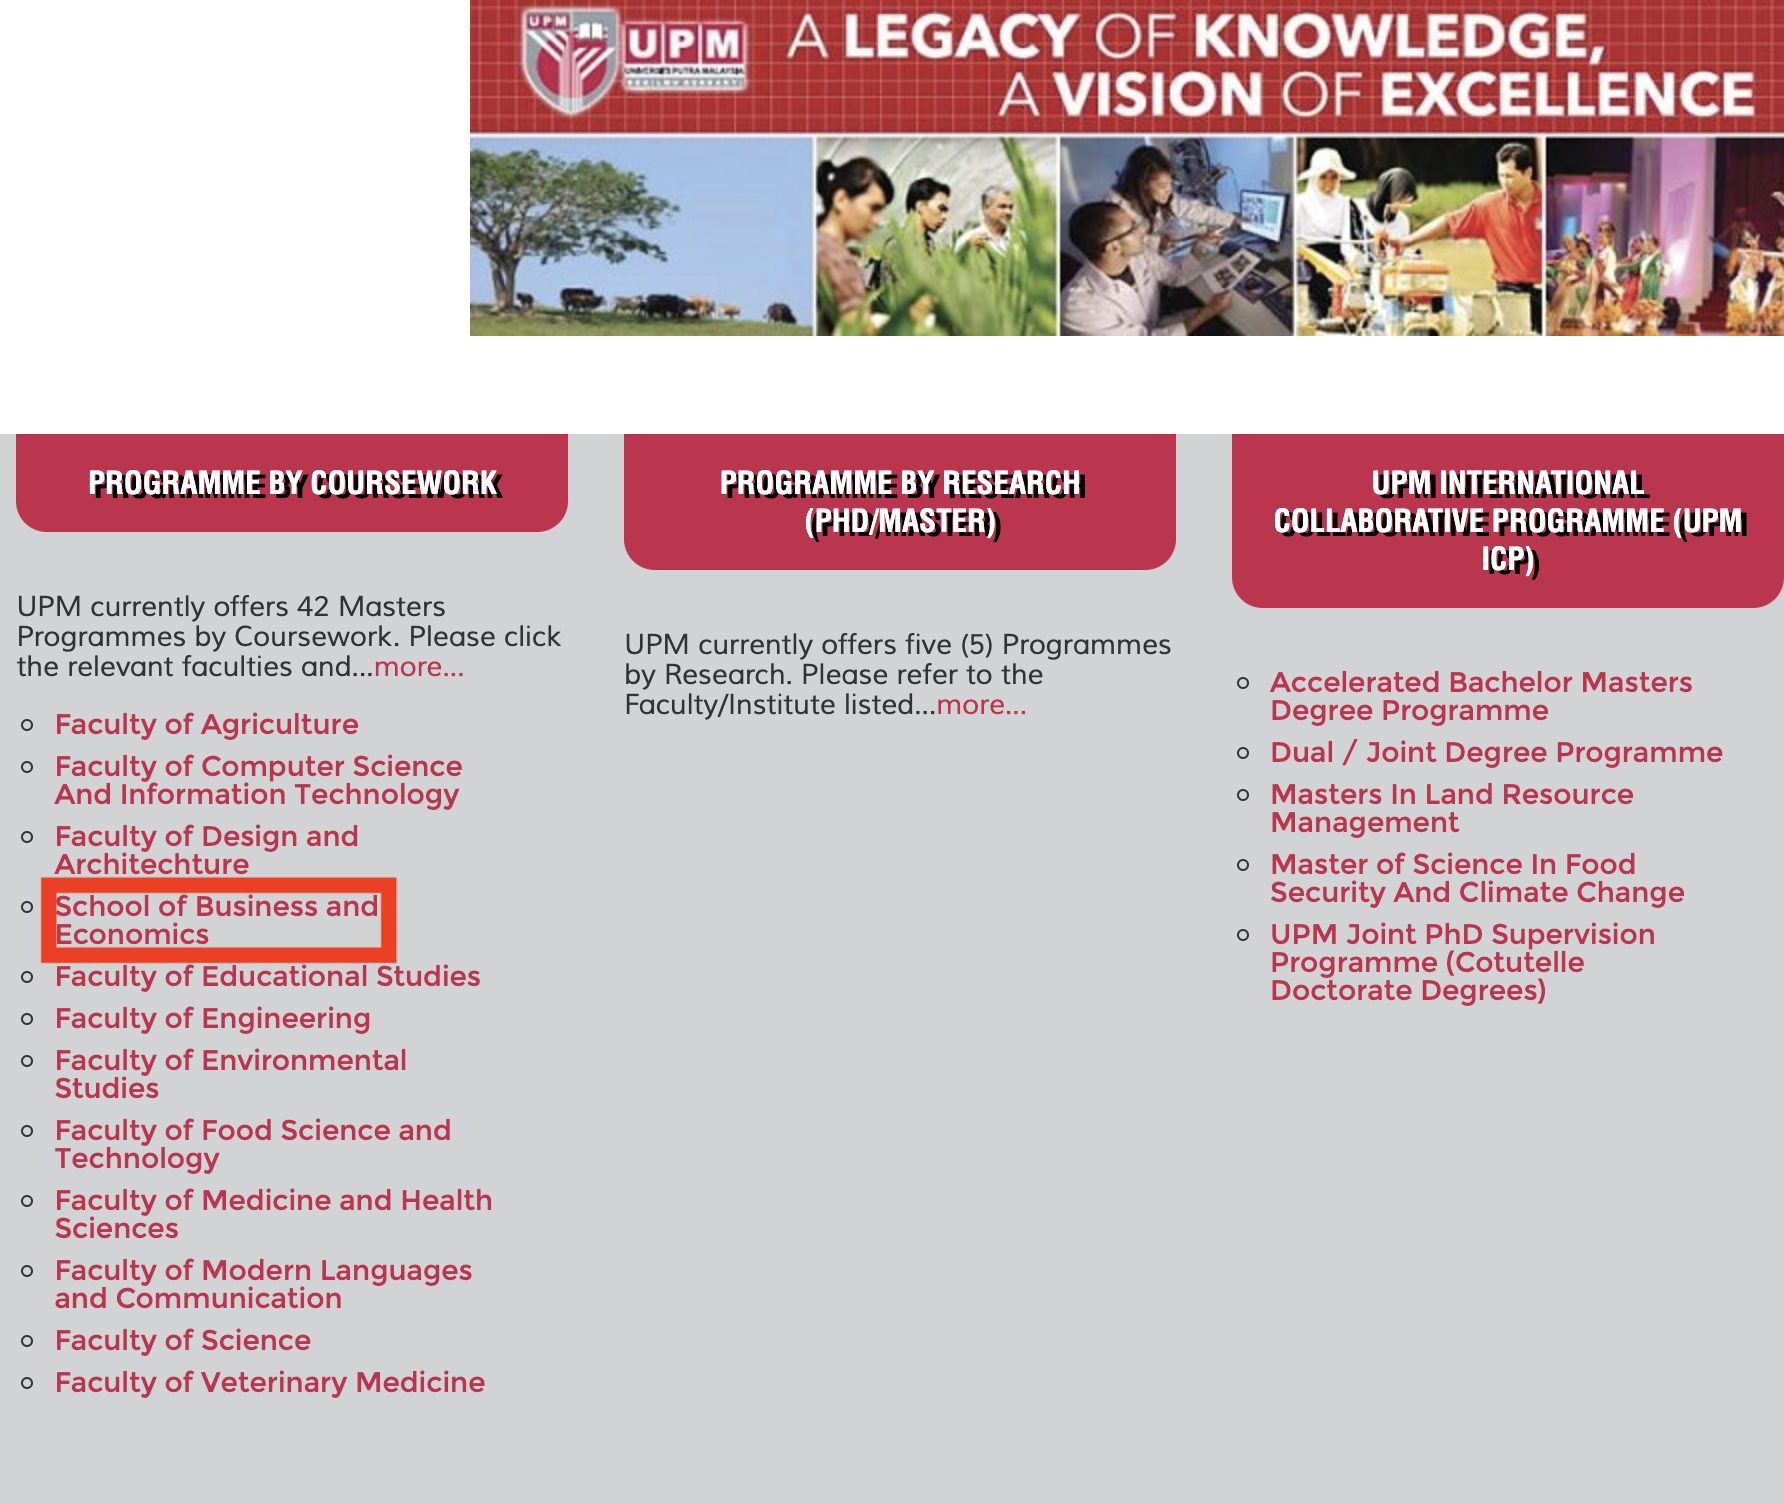 UPM
UPM
UNIVERSITI PUTRA MALAYSIA
A LEGACY OF KNOWLEDGE,
A VISION OF EXCELLENCE
PROGRAMME BY COURSEWORK
UPM currently offers 42 Masters
Programmes by Coursework. Please click
the relevant faculties and...more...
Faculty of Agriculture
Faculty of Computer Science
And Information Technology
Faculty of Design and
Architechture
School of Business and
Economics
Faculty of Educational Studies
Faculty of Engineering
Faculty of Environmental
Studies
Faculty of Food Science and
Technology
Faculty of Medicine and Health
Sciences
Faculty of Modern Languages
and Communication
Faculty of Science
Faculty of Veterinary Medicine
PROGRAMME BY RESEARCH
(PHD/MASTER)
UPM currently offers five (5) Programmes
by Research. Please refer to the
Faculty/Institute listed...more...
UPM INTERNATIONAL
COLLABORATIVE PROGRAMME (UPM
ICP)
Accelerated Bachelor Masters
Degree Programme
Dual / Joint Degree Programme
Masters In Land Resource
Management
Master of Science In Food
Security And Climate Change
UPM Joint PhD Supervision
Programme (Cotutelle
Doctorate Degrees)